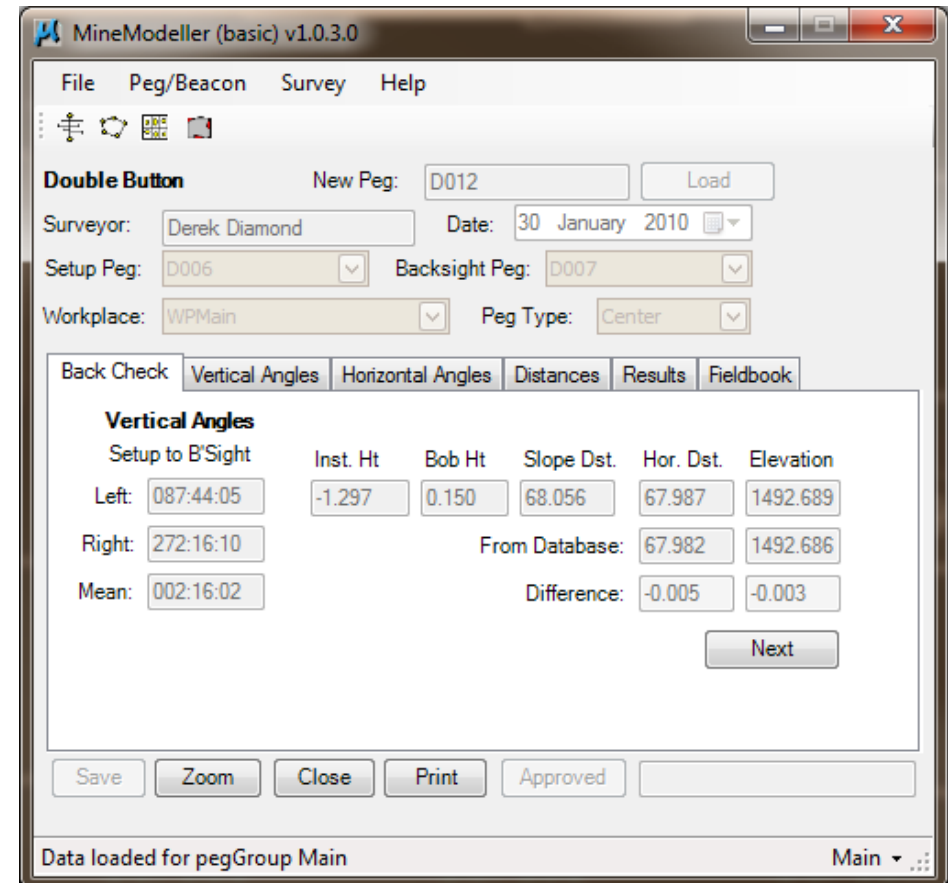 MineModeller (basic) v1.0.3.0
File Peg/Beacon Survey Help
Double Button New Peg: D012 Load
Surveyor: Derek Diamond Date: 30 January 2010
Setup Peg: D006 Backsight Peg: D007
Workplace: WPMain Peg Type: Center
Back Check Vertical Angles Horizontal Angles Distances Results Fieldbook
Vertical Angles
Setup to B'Sight Inst. Ht Bob Ht Slope Dst. Hor. Dst. Elevation
Left: 087:44:05 -1.297 0.150 68.056 67.987 1492.689
Right: 272:16:10 From Database: 67.982 1492.686
Mean: 002:16:02 Difference: -0.005 -0.003
Next
Save Zoom Close Print Approved
Data loaded for pegGroup Main Main